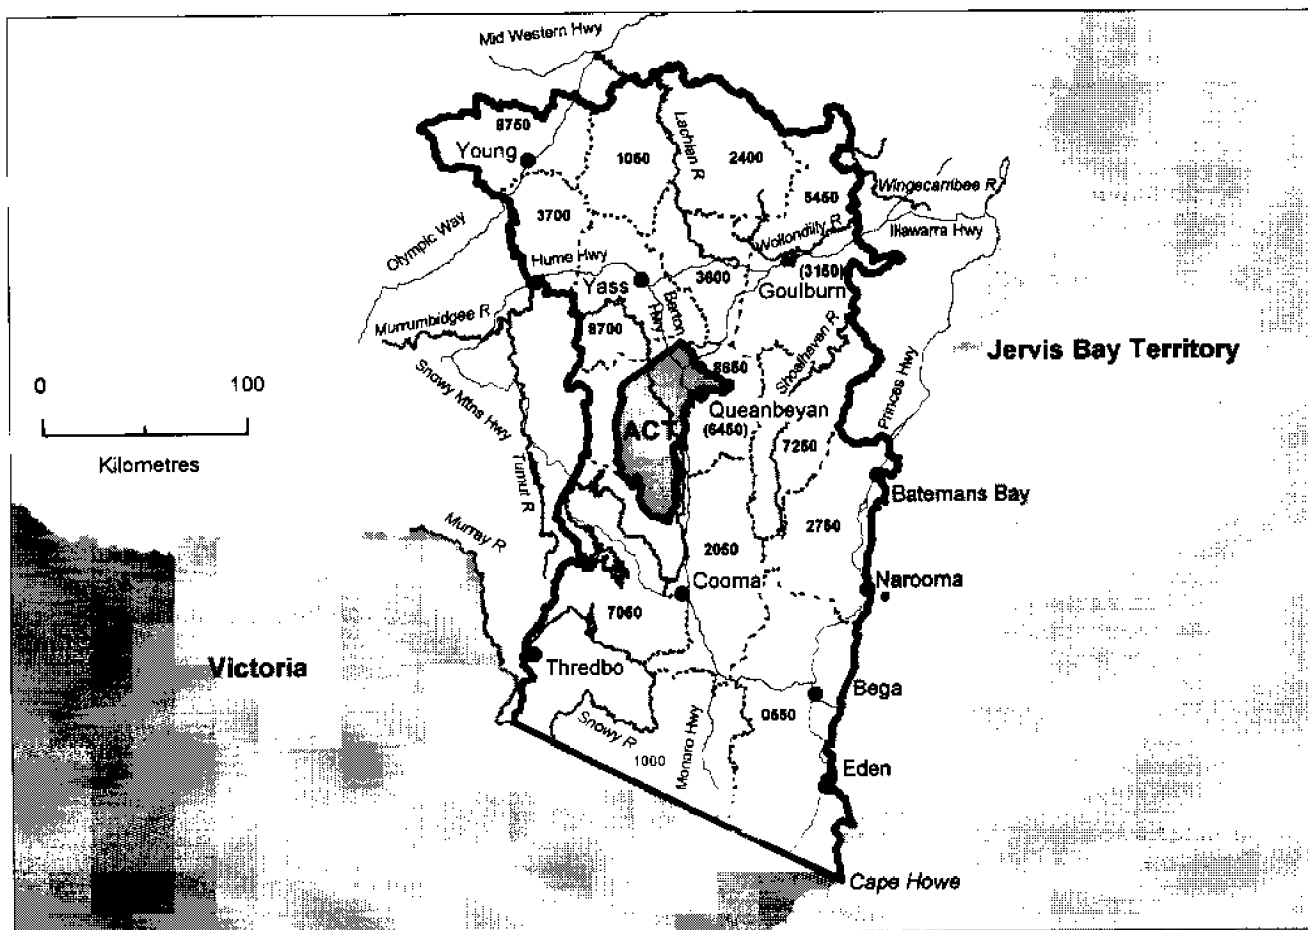 Mid Western Hwy
8750
Young
1050
Lachlan R
2400
5450
Wingecarribee R
3700
Olympic Way
Wollondilly R
Illawarra Hwy
Hume Hwy
Yass
3600
(3150)
Goulburn
Barton
Hwy
Murrumbidgee R
8700
Shoalhaven R
Jervis Bay Territory
Princes Hwy
0
100
Kilometres
Snowy Mtns Hwy
Queanbeyan
(6450)
ACT
7250
Tumut R
Batemans Bay
Murray R
2750
2050
Cooma
Narooma
7050
Victoria
Thredbo
Bega
0550
Snowy R
1000
Monaro Hwy
Eden
Cape Howe